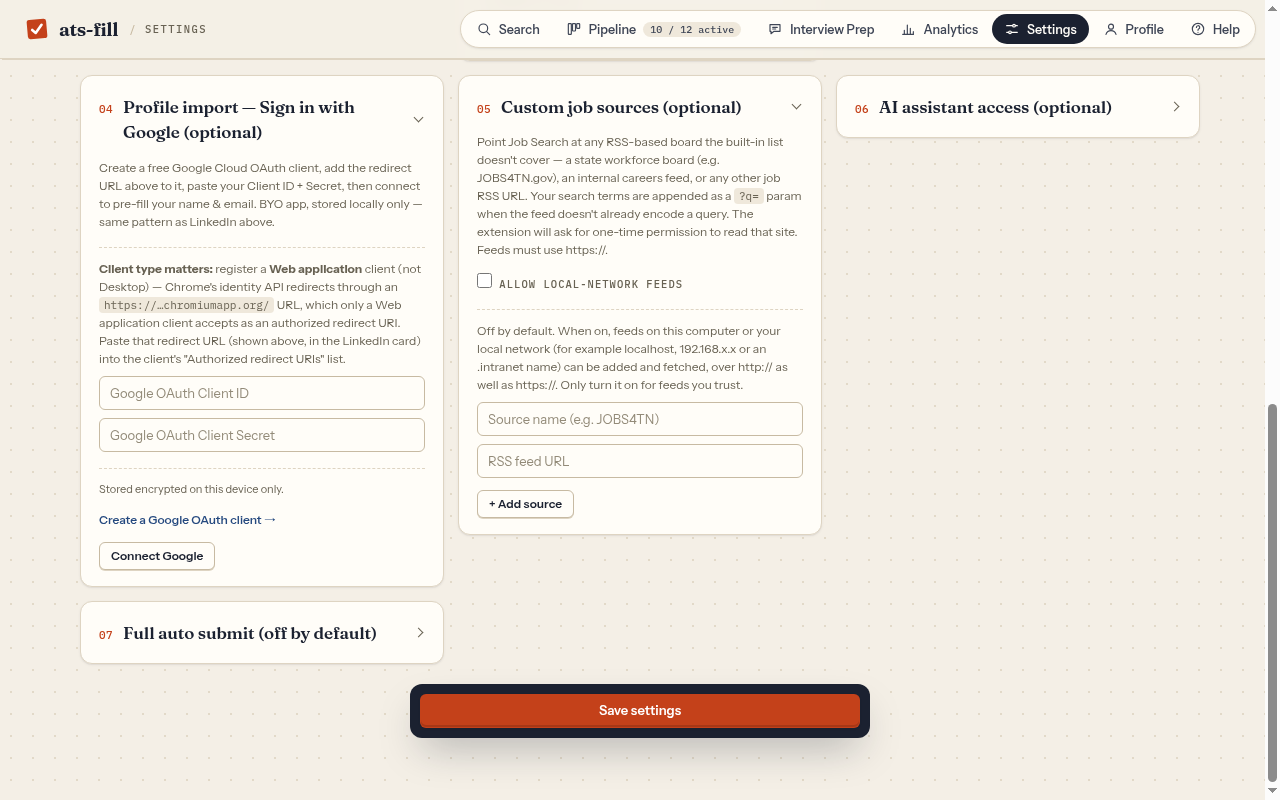 ats-fill / SETTINGS
Search
Pipeline 10 / 12 active
Interview Prep
Analytics
Settings
Profile
Help
04 Profile import — Sign in with
Google (optional)
Create a free Google Cloud OAuth client, add the redirect
URL above to it, paste your Client ID + Secret, then connect
to pre-fill your name & email. BYO app, stored locally only —
same pattern as LinkedIn above.
Client type matters: register a Web application client (not
Desktop) — Chrome's identity API redirects through an
https://…chromiumapp.org/ URL, which only a Web
application client accepts as an authorized redirect URI.
Paste that redirect URL (shown above, in the LinkedIn card)
into the client's "Authorized redirect URIs" list.
Google OAuth Client ID
Google OAuth Client Secret
Stored encrypted on this device only.
Create a Google OAuth client →
Connect Google
05 Custom job sources (optional)
Point Job Search at any RSS-based board the built-in list
doesn't cover — a state workforce board (e.g.
JOBS4TN.gov), an internal careers feed, or any other job
RSS URL. Your search terms are appended as a ?q= param
when the feed doesn't already encode a query. The
extension will ask for one-time permission to read that site.
Feeds must use https://.
ALLOW LOCAL-NETWORK FEEDS
Off by default. When on, feeds on this computer or your
local network (for example localhost, 192.168.x.x or an
.intranet name) can be added and fetched, over http:// as
well as https://. Only turn it on for feeds you trust.
Source name (e.g. JOBS4TN)
RSS feed URL
+ Add source
06 AI assistant access (optional)
07 Full auto submit (off by default)
Save settings